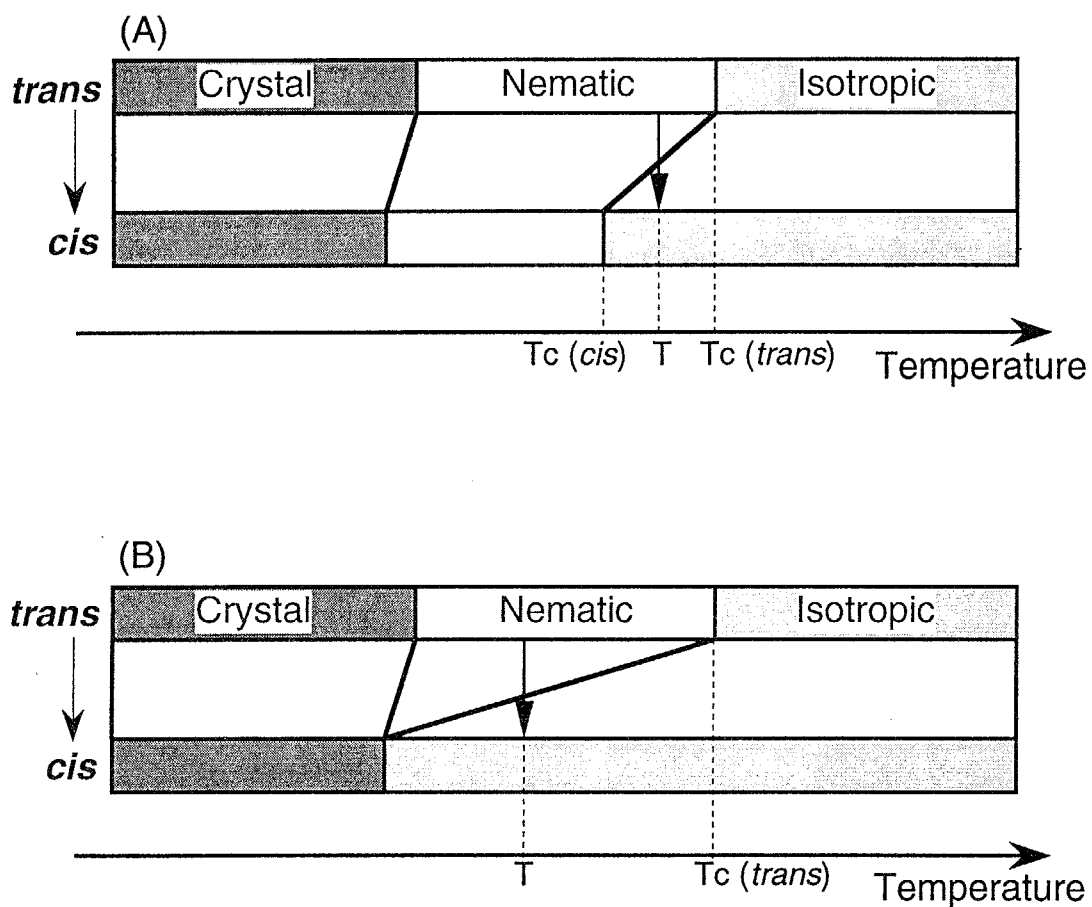 (A)
trans Crystal Nematic Isotropic
cis
Tc (cis) T Tc (trans)
Temperature
(B)
trans Crystal Nematic Isotropic
cis
T Tc (trans)
Temperature